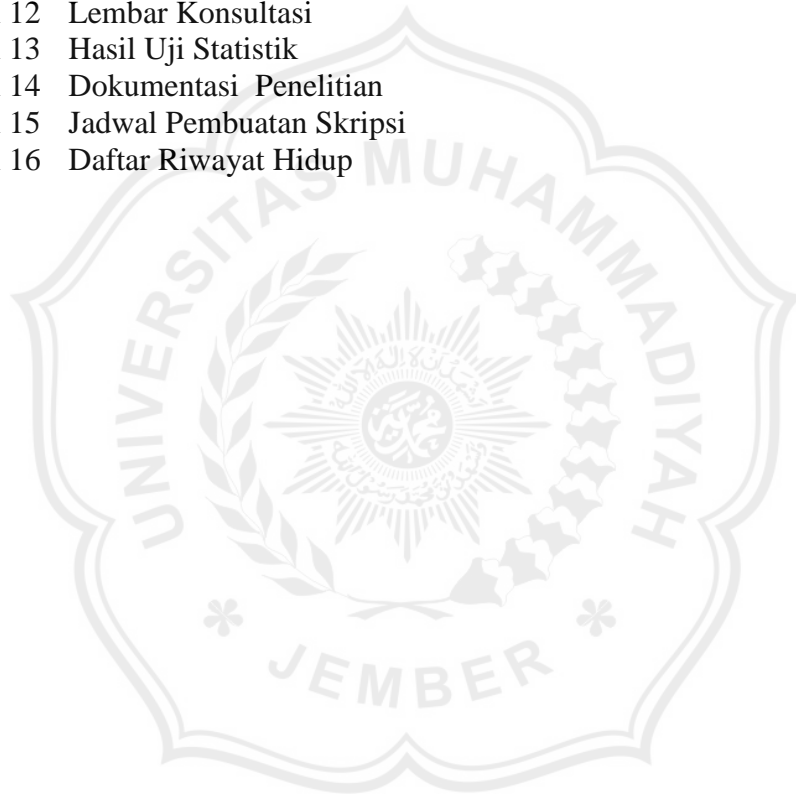 12 Lembar Konsultasi
13 Hasil Uji Statistik
14 Dokumentasi Penelitian
15 Jadwal Pembuatan Skripsi
16 Daftar Riwayat Hidup
UNIVERSITAS MUHAMMADIYAH
JEMBER